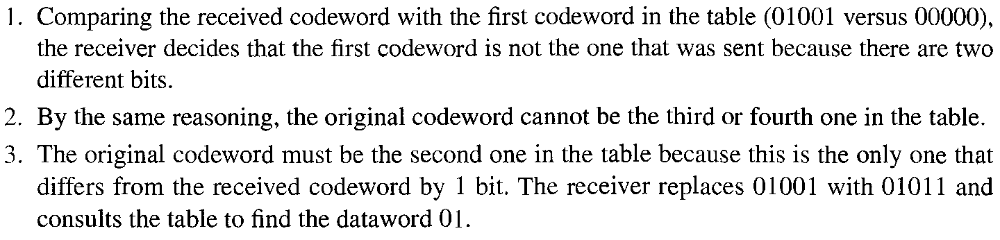 1. Comparing the received codeword with the first codeword in the table (01001 versus 00000),
the receiver decides that the first codeword is not the one that was sent because there are two
different bits.
2. By the same reasoning, the original codeword cannot be the third or fourth one in the table.
3. The original codeword must be the second one in the table because this is the only one that
differs from the received codeword by 1 bit. The receiver replaces 01001 with 01011 and
consults the table to find the dataword 01.